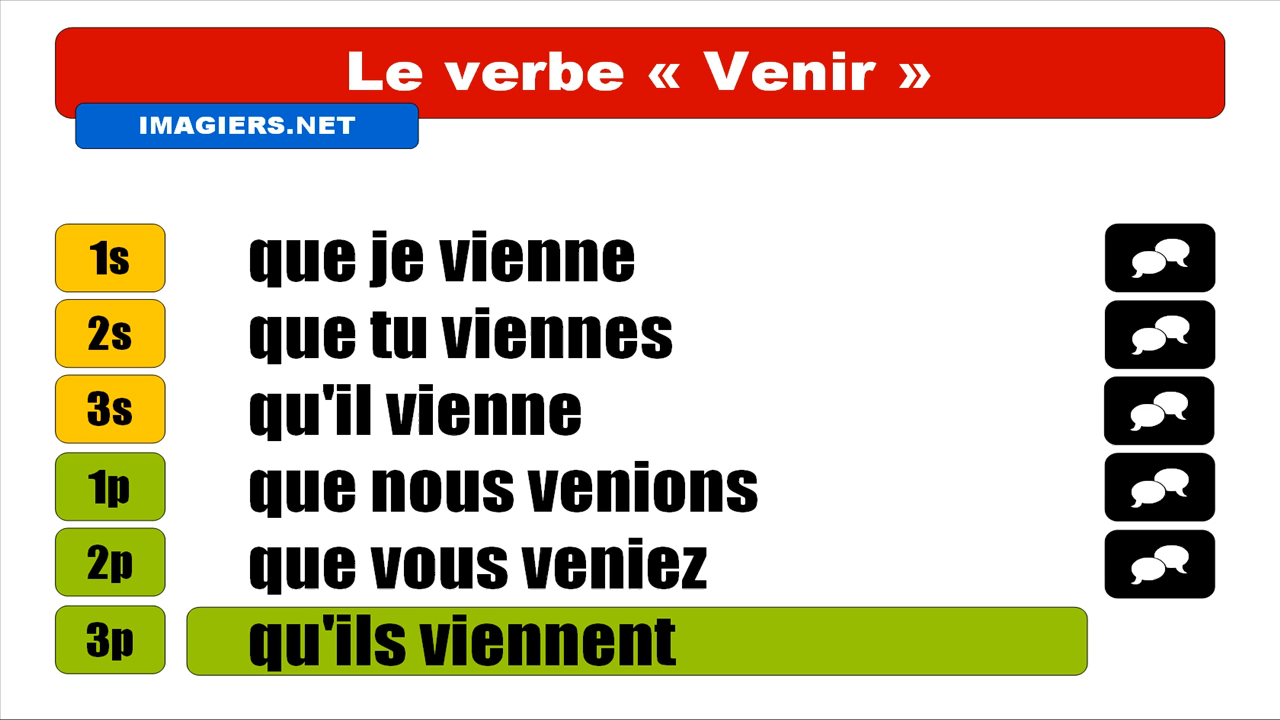 Le verbe « Venir »
IMAGIERS.NET
1s que je vienne
2s que tu viennes
3s qu'il vienne
1p que nous venions
2p que vous veniez
3p qu'ils viennent